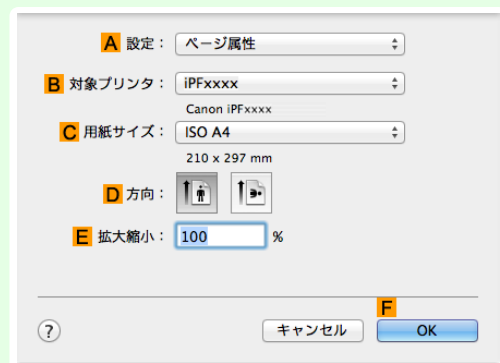 A 設定： ページ属性
B 対象プリンタ： iPFxxxx
Canon iPFxxxx
C 用紙サイズ： ISO A4
210 x 297 mm
D 方向：
E 拡大縮小： 100 %
F
? キャンセル OK